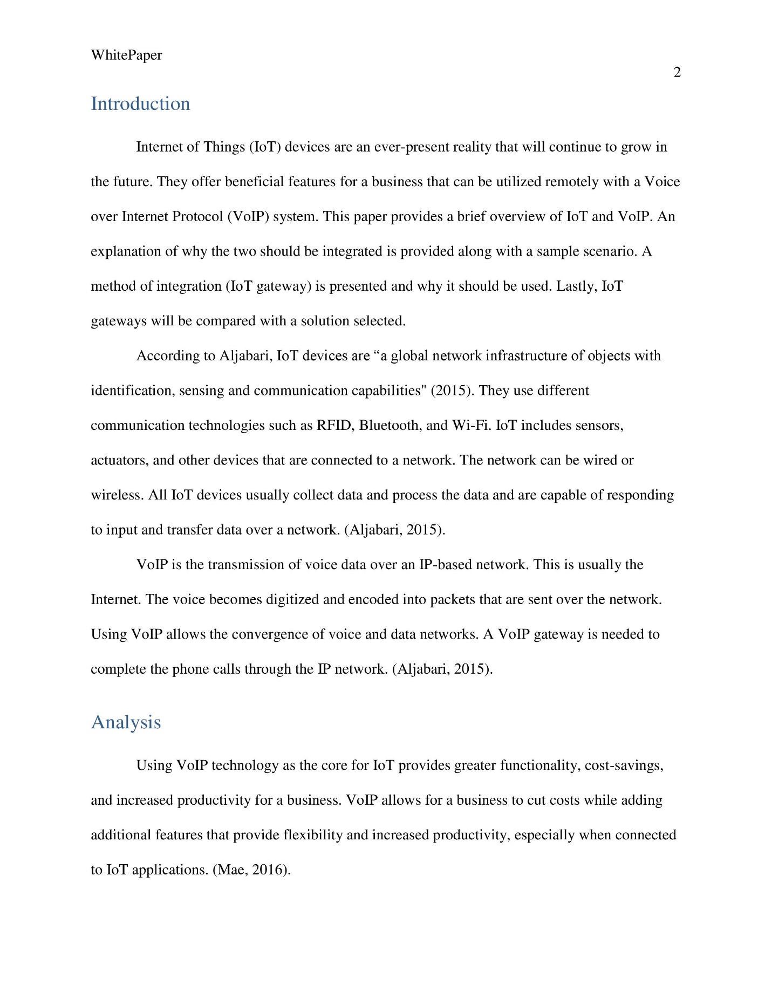 WhitePaper
2
Introduction
Internet of Things (IoT) devices are an ever-present reality that will continue to grow in
the future. They offer beneficial features for a business that can be utilized remotely with a Voice
over Internet Protocol (VoIP) system. This paper provides a brief overview of IoT and VoIP. An
explanation of why the two should be integrated is provided along with a sample scenario. A
method of integration (IoT gateway) is presented and why it should be used. Lastly, IoT
gateways will be compared with a solution selected.
According to Aljabari, IoT devices are “a global network infrastructure of objects with
identification, sensing and communication capabilities" (2015). They use different
communication technologies such as RFID, Bluetooth, and Wi-Fi. IoT includes sensors,
actuators, and other devices that are connected to a network. The network can be wired or
wireless. All IoT devices usually collect data and process the data and are capable of responding
to input and transfer data over a network. (Aljabari, 2015).
VoIP is the transmission of voice data over an IP-based network. This is usually the
Internet. The voice becomes digitized and encoded into packets that are sent over the network.
Using VoIP allows the convergence of voice and data networks. A VoIP gateway is needed to
complete the phone calls through the IP network. (Aljabari, 2015).
Analysis
Using VoIP technology as the core for IoT provides greater functionality, cost-savings,
and increased productivity for a business. VoIP allows for a business to cut costs while adding
additional features that provide flexibility and increased productivity, especially when connected
to IoT applications. (Mae, 2016).